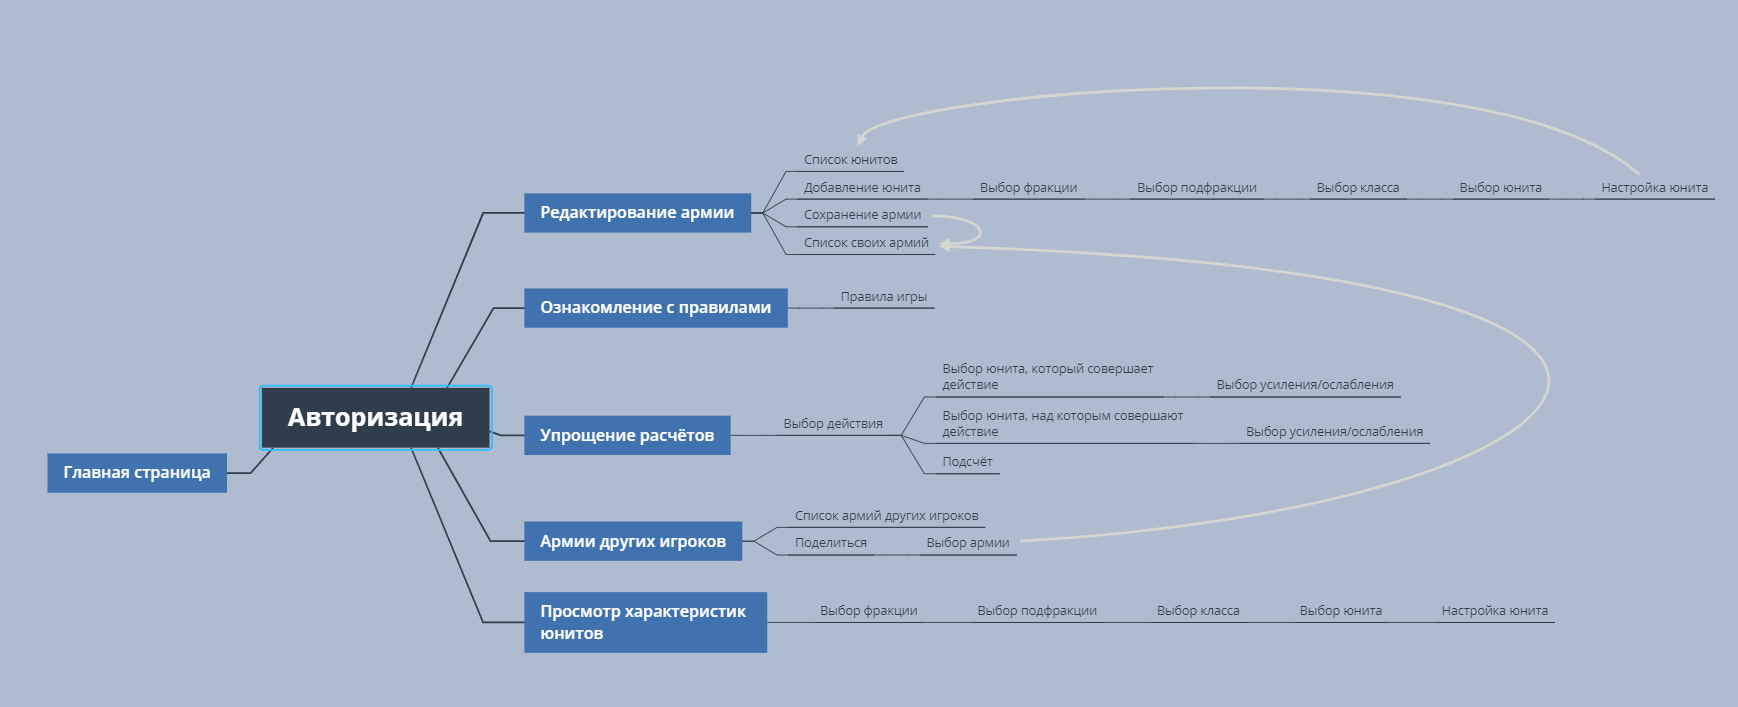 Главная страница
Авторизация
Редактирование армии
Список юнитов
Добавление юнита
Выбор фракции
Выбор подфракции
Выбор класса
Выбор юнита
Настройка юнита
Сохранение армии
Список своих армий
Ознакомление с правилами
Правила игры
Упрощение расчётов
Выбор действия
Выбор юнита, который совершает
действие
Выбор усиления/ослабления
Выбор юнита, над которым совершают
действие
Выбор усиления/ослабления
Подсчёт
Армии других игроков
Список армий других игроков
Поделиться
Выбор армии
Просмотр характеристик
юнитов
Выбор фракции
Выбор подфракции
Выбор класса
Выбор юнита
Настройка юнита